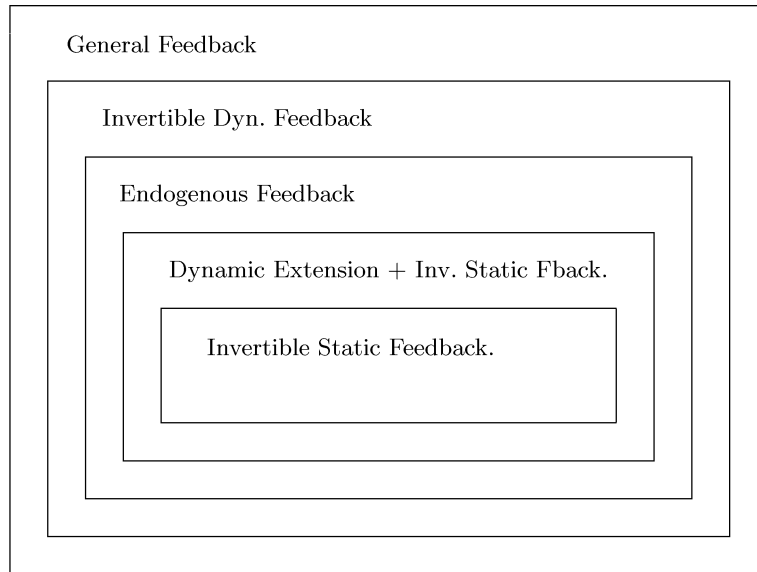 General Feedback
Invertible Dyn. Feedback
Endogenous Feedback
Dynamic Extension + Inv. Static Fback.
Invertible Static Feedback.